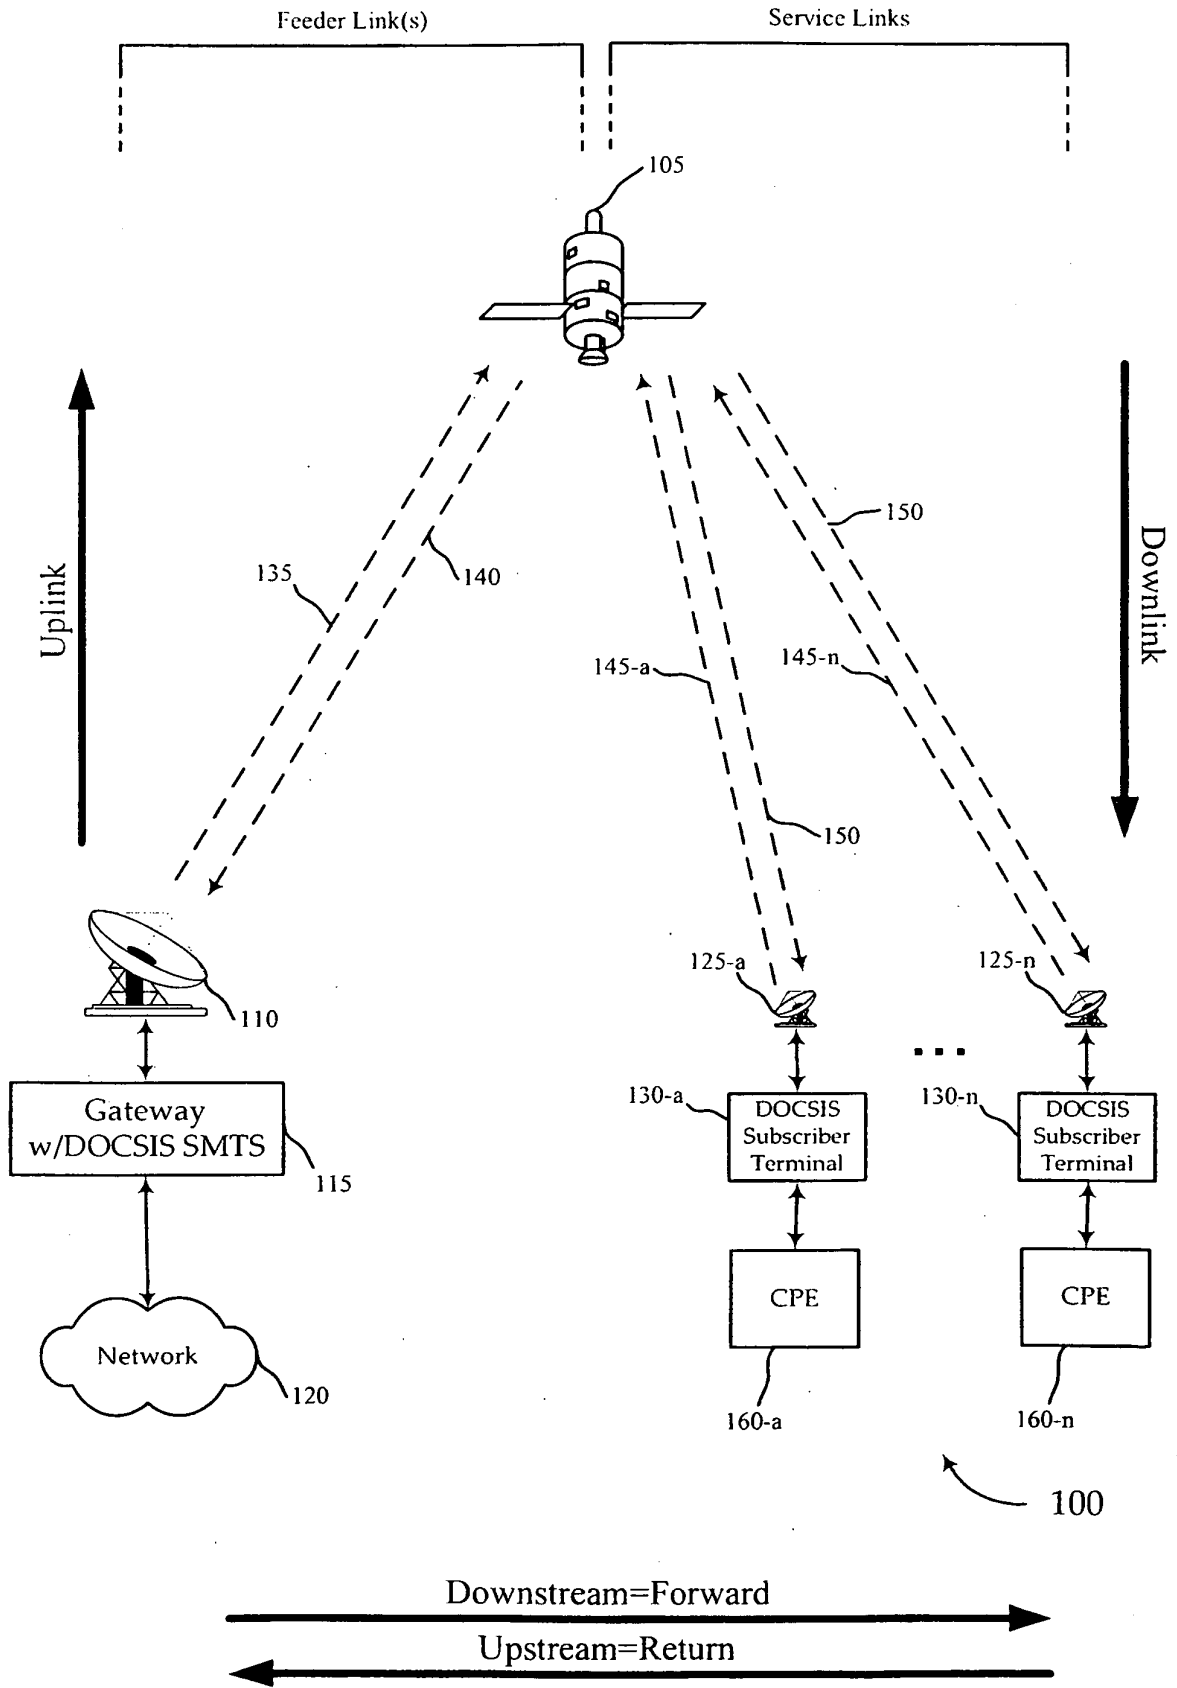 Feeder Link(s)
Service Links
105
150
135
140
Uplink
Downlink
145-a
145-n
150
125-a
125-n
110
130-a
130-n
Gateway
w/DOCSIS SMTS
115
DOCSIS
Subscriber
Terminal
DOCSIS
Subscriber
Terminal
CPE
CPE
Network
120
160-a
160-n
100
Downstream=Forward
Upstream=Return